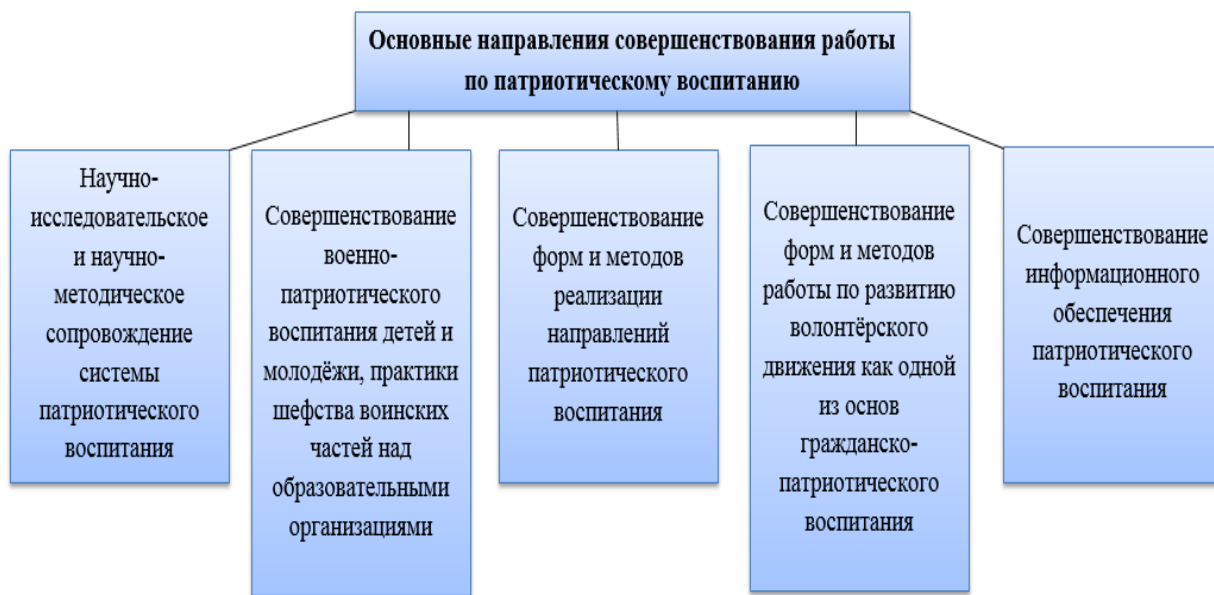 Основные направления совершенствования работы
по патриотическому воспитанию
Научно-
исследовательское
и научно-
методическое
сопровождение
системы
патриотического
воспитания
Совершенствование
военно-
патриотического
воспитания детей и
молодёжи, практики
шефства воинских
частей над
образовательными
организациями
Совершенствование
форм и методов
реализации
направлений
патриотического
воспитания
Совершенствование
форм и методов
работы по развитию
волонтёрского
движения как одной
из основ
гражданско-
патриотического
воспитания
Совершенствование
информационного
обеспечения
патриотического
воспитания